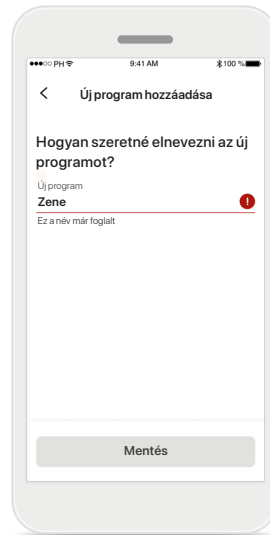 PH 9:41 AM 100 %
Új program hozzáadása
Hogyan szeretné elnevezni az új
programot?
Új program
Zene
!
Ez a név már foglalt
Mentés